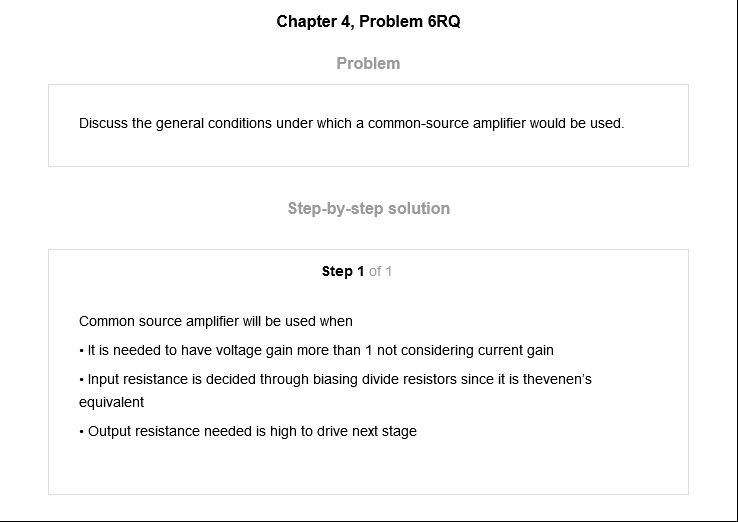 Chapter 4, Problem 6RQ
Problem
Discuss the general conditions under which a common-source amplifier would be used.
Step-by-step solution
Step 1 of 1
Common source amplifier will be used when
• It is needed to have voltage gain more than 1 not considering current gain
• Input resistance is decided through biasing divide resistors since it is thevenen's
equivalent
• Output resistance needed is high to drive next stage